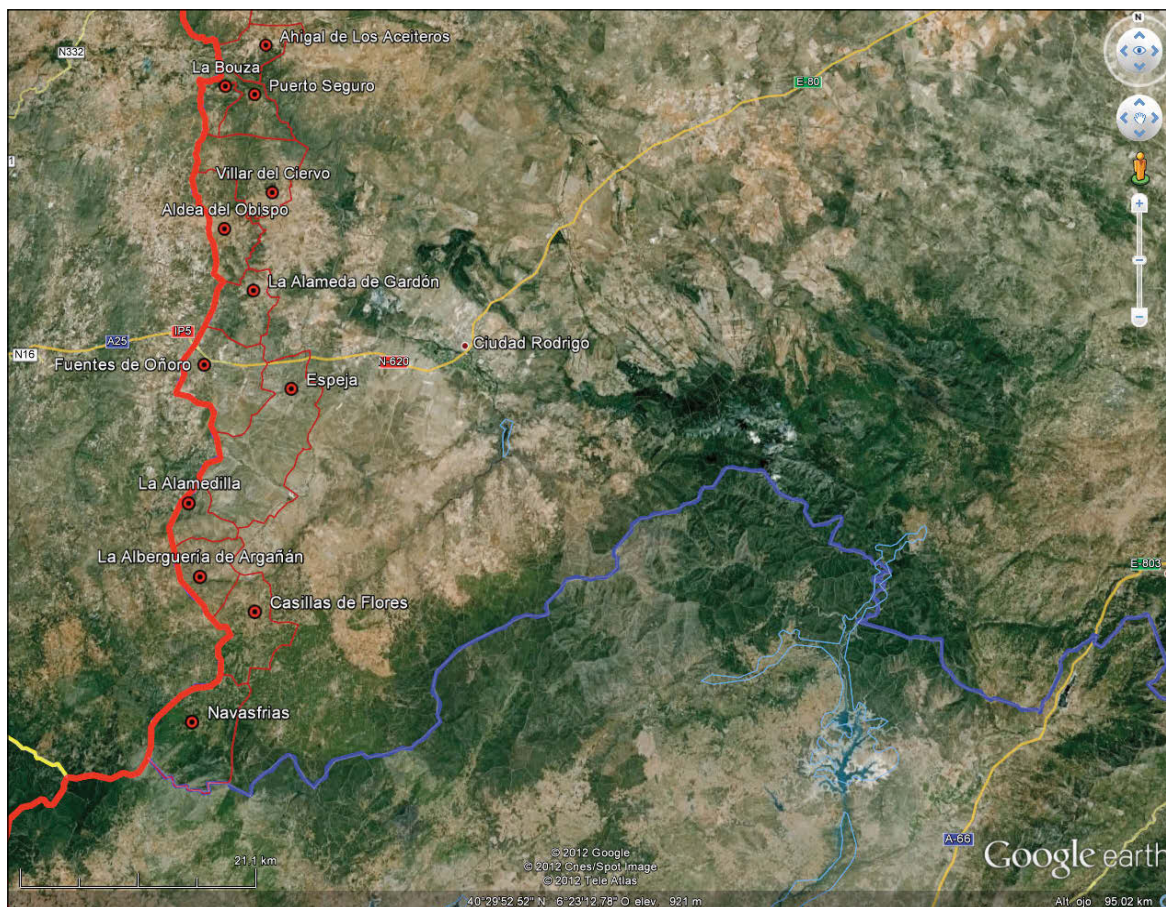 N
Ahigal de Los Aceiteros
N332
La Bouza
Puerto Seguro
E-80
1
Villar del Ciervo
Aldea del Obispo
La Alameda de Gardón
IP5
A25
N16
Ciudad Rodrigo
Fuentes de Oñoro
N-620
Espeja
La Alamedilla
La Alberguería de Argañán
E-803
Casillas de Flores
Navasfrias
A-66
21,1 km
© 2012 Google
© 2012 Cnes/Spot Image
© 2012 Tele Atlas
Google earth
40°29'52.52" N 6°23'12.78" O elev. 921 m
Alt. ojo 95.02 km